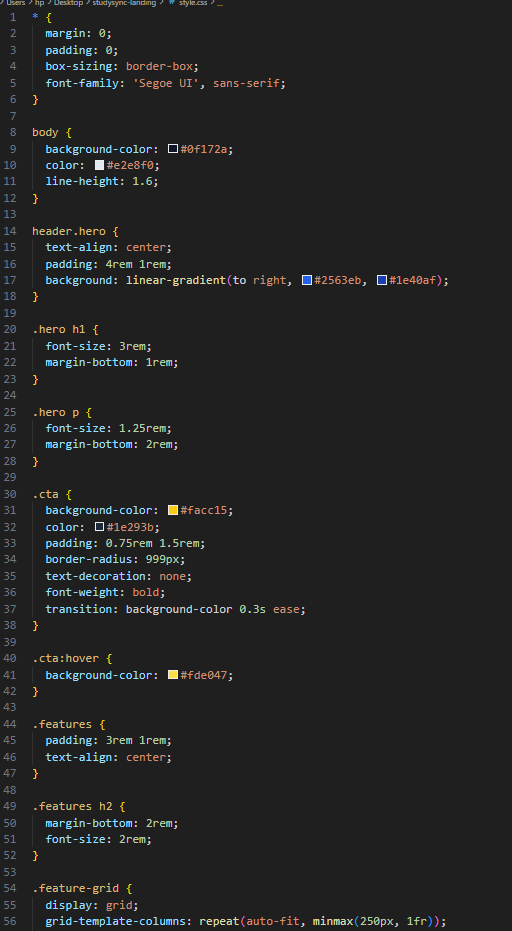 Users > hp > Desktop > studysync-landing > style.css > ...
1 * {
2 margin: 0;
3 padding: 0;
4 box-sizing: border-box;
5 font-family: 'Segoe UI', sans-serif;
6 }
7
8 body {
9 background-color: #0f172a;
10 color: #e2e8f0;
11 line-height: 1.6;
12 }
13
14 header.hero {
15 text-align: center;
16 padding: 4rem 1rem;
17 background: linear-gradient(to right, #2563eb, #1e40af);
18 }
19
20 .hero h1 {
21 font-size: 3rem;
22 margin-bottom: 1rem;
23 }
24
25 .hero p {
26 font-size: 1.25rem;
27 margin-bottom: 2rem;
28 }
29
30 .cta {
31 background-color: #facc15;
32 color: #1e293b;
33 padding: 0.75rem 1.5rem;
34 border-radius: 999px;
35 text-decoration: none;
36 font-weight: bold;
37 transition: background-color 0.3s ease;
38 }
39
40 .cta:hover {
41 background-color: #fde047;
42 }
43
44 .features {
45 padding: 3rem 1rem;
46 text-align: center;
47 }
48
49 .features h2 {
50 margin-bottom: 2rem;
51 font-size: 2rem;
52 }
53
54 .feature-grid {
55 display: grid;
56 grid-template-columns: repeat(auto-fit, minmax(250px, 1fr));